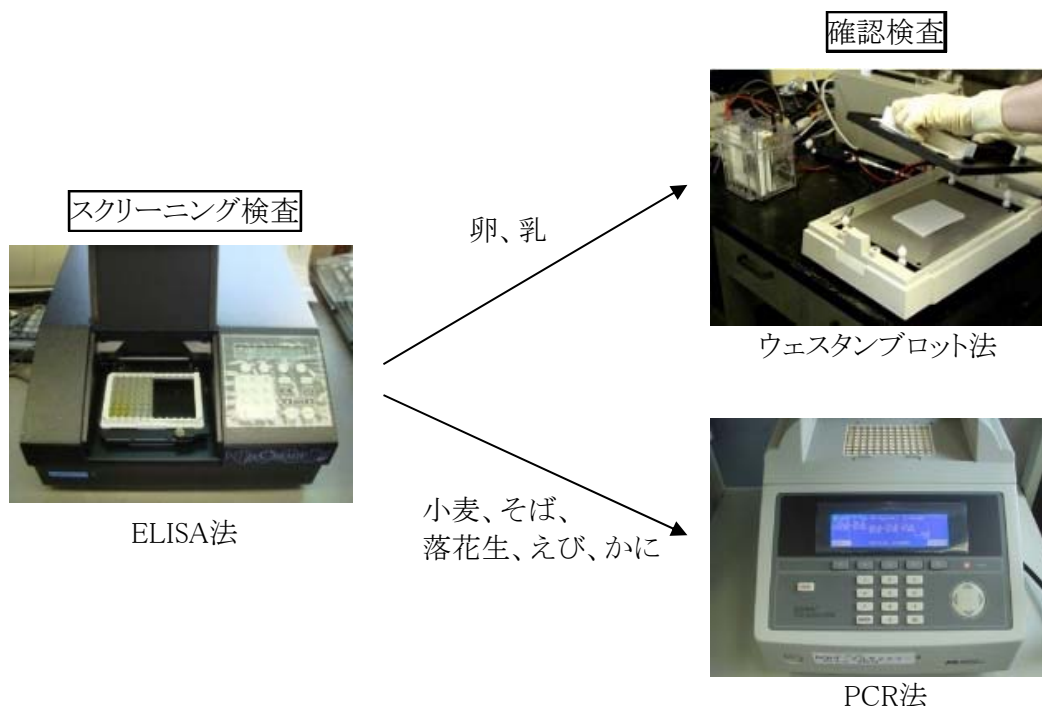 確認検査
スクリーニング検査
卵、乳
ウェスタンブロット法
ELISA法
小麦、そば、
落花生、えび、かに
PCR法